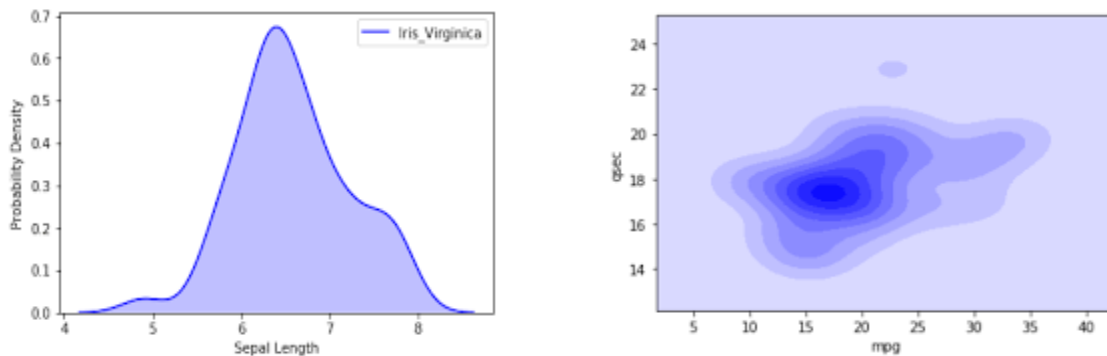 0.7
0.6
0.5
0.4
0.3
0.2
0.1
0.0
Probability Density
Iris_Virginica
4 5 6 7 8
Sepal Length
24
22
20
18
16
14
qsec
5 10 15 20 25 30 35 40
mpg